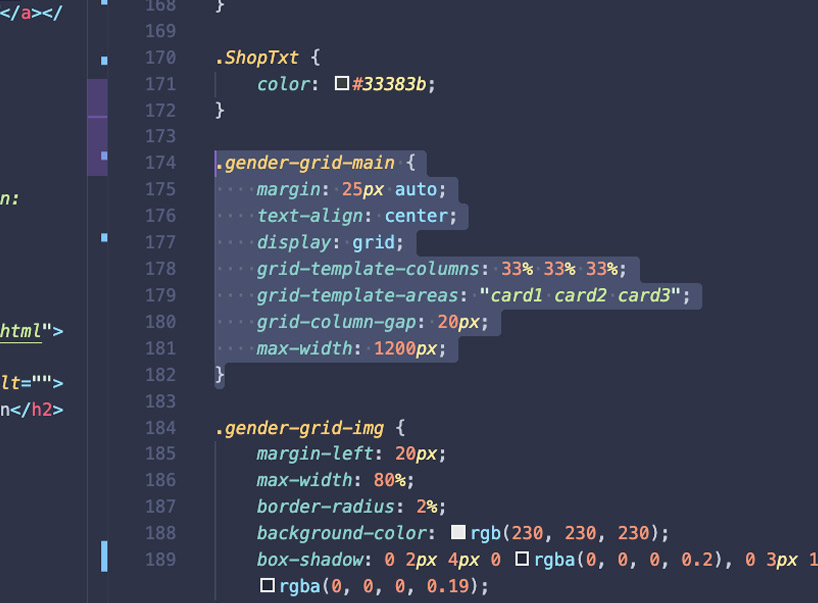 </a></
n:
html">
lt="">
n</h2>
168 }
169
170 .ShopTxt {
171 color: #33383b;
172 }
173
174 .gender-grid-main {
175 margin: 25px auto;
176 text-align: center;
177 display: grid;
178 grid-template-columns: 33% 33% 33%;
179 grid-template-areas: "card1 card2 card3";
180 grid-column-gap: 20px;
181 max-width: 1200px;
182 }
183
184 .gender-grid-img {
185 margin-left: 20px;
186 max-width: 80%;
187 border-radius: 2%;
188 background-color: rgb(230, 230, 230);
189 box-shadow: 0 2px 4px 0 rgba(0, 0, 0, 0.2), 0 3px 1
rgba(0, 0, 0, 0.19);